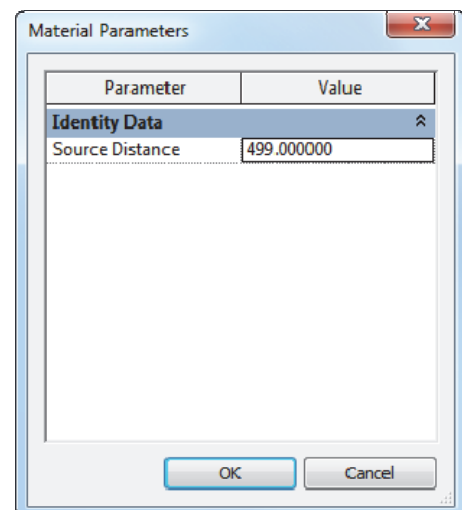 Material Parameters
Parameter Value
Identity Data
Source Distance 499.000000
OK Cancel